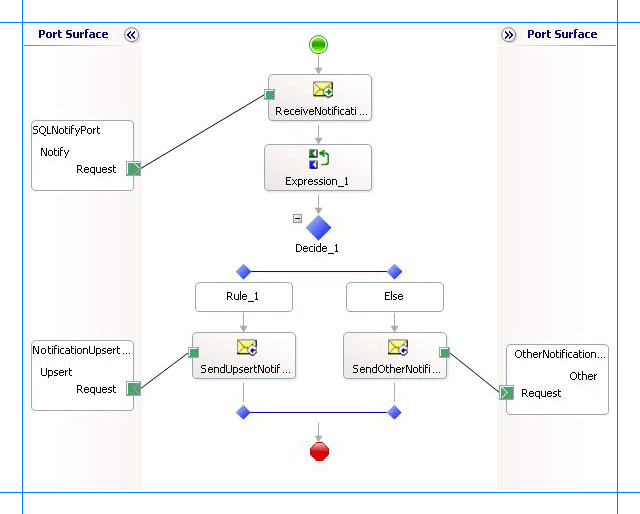 Port Surface
Port Surface
ReceiveNotificati ...
SQLNotifyPort
Notify
Request
Expression_1
Decide_1
Rule_1
Else
NotificationUpsert ...
Upsert
Request
SendUpsertNotif ...
SendOtherNotifi ...
OtherNotification...
Other
Request